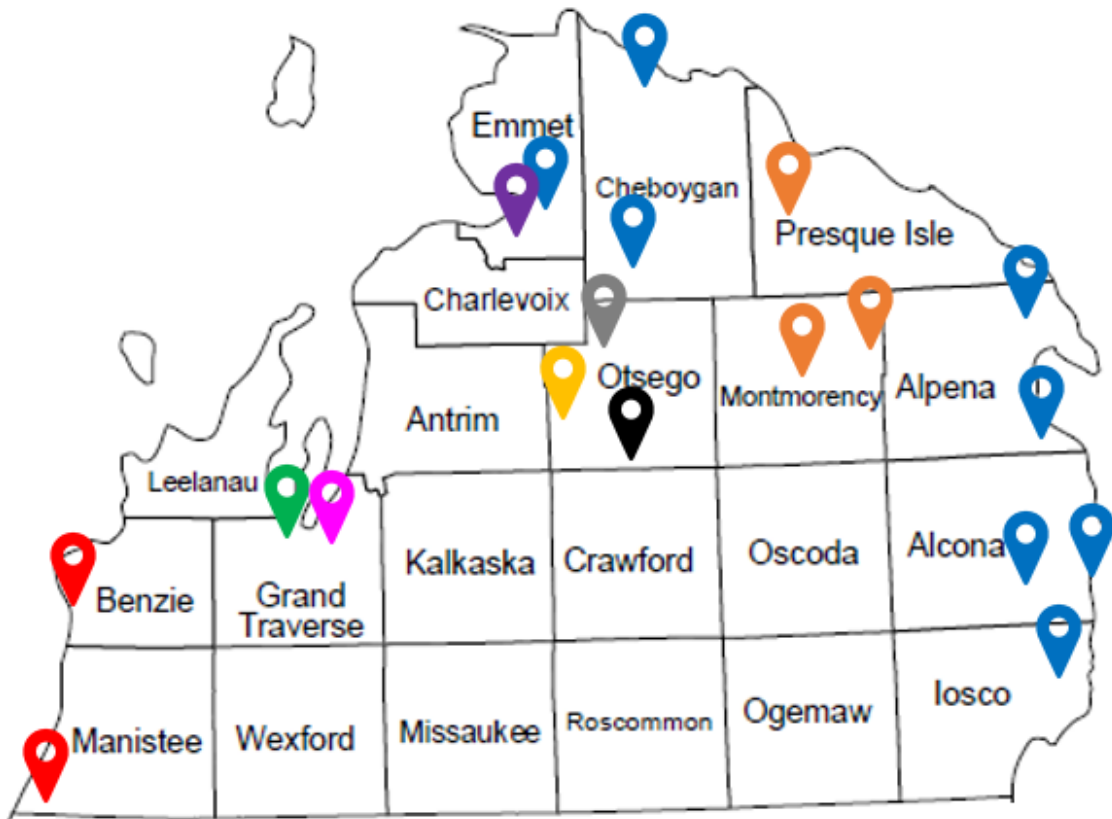 Emmet
Cheboygan
Presque Isle
Charlevoix
Otsego
Montmorency
Alpena
Antrim
Leelanau
Kalkaska
Crawford
Oscoda
Alcona
Benzie
Grand
Traverse
Manistee
Wexford
Missaukee
Roscommon
Ogemaw
Iosco